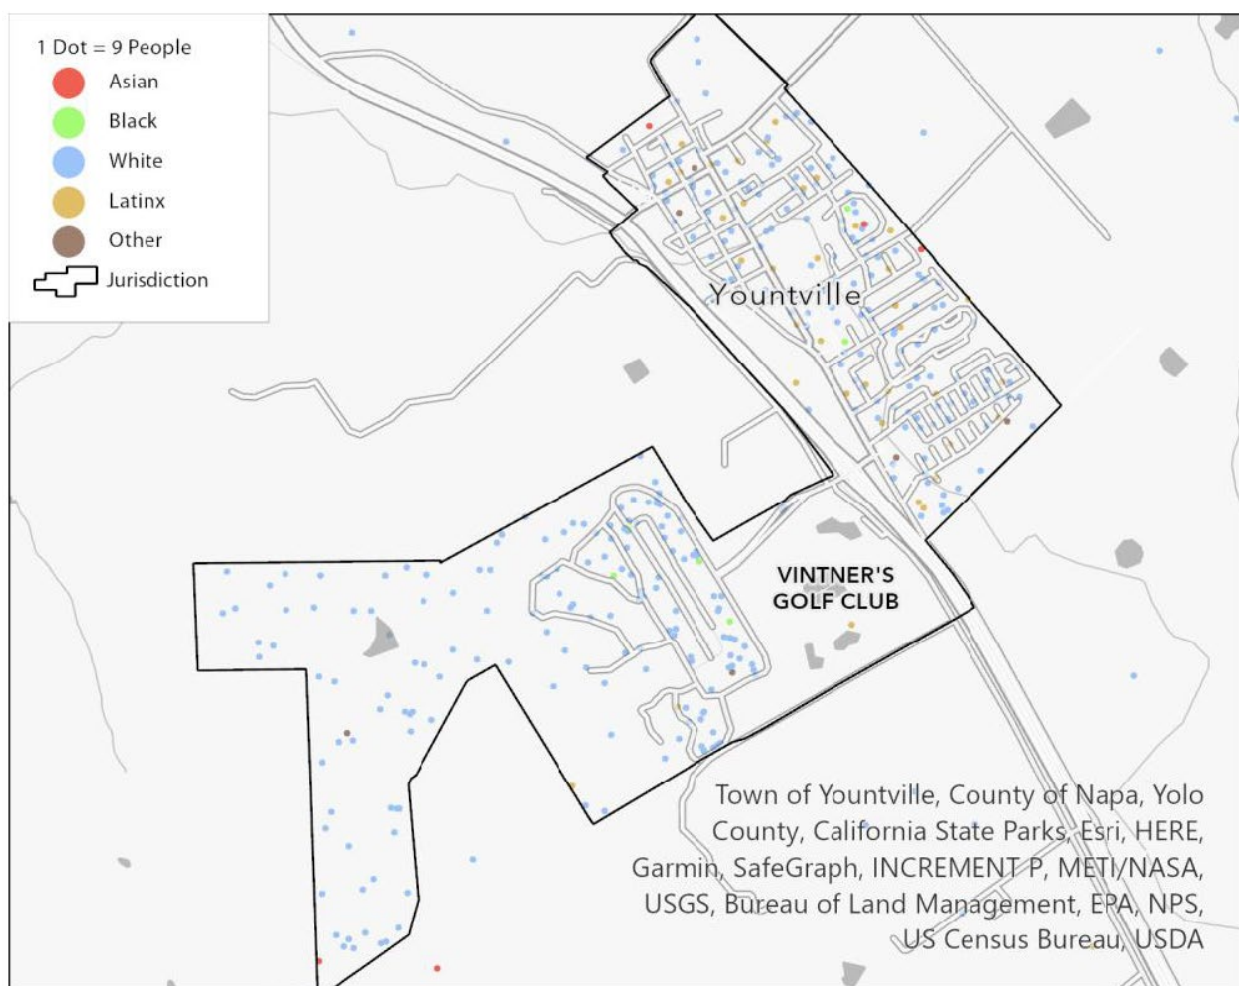 1 Dot = 9 People
Asian
Black
White
Latinx
Other
Jurisdiction
Yountville
VINTNER'S
GOLF CLUB
Town of Yountville, County of Napa, Yolo
County, California State Parks, Esri, HERE,
Garmin, SafeGraph, INCREMENT P, METI/NASA,
USGS, Bureau of Land Management, EPA, NPS,
US Census Bureau, USDA